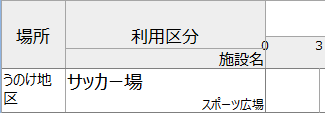 場所
利用区分
施設名
0 3
うのけ地
区
サッカー場
スポーツ広場